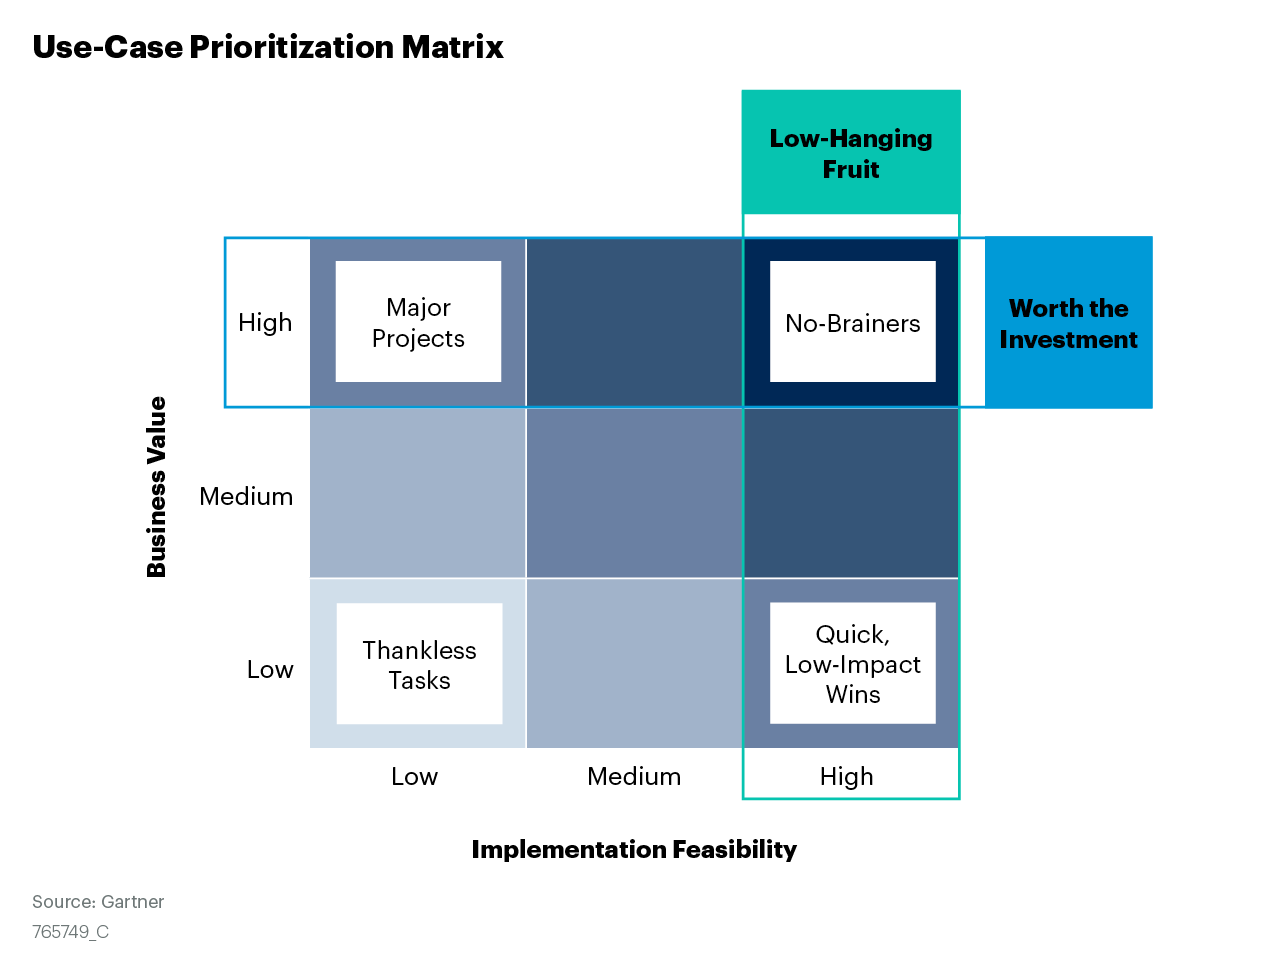 Use-Case Prioritization Matrix
Low-Hanging
Fruit
High
Major
Projects
No-Brainers
Worth the
Investment
Business Value
Medium
Low
Thankless
Tasks
Quick,
Low-Impact
Wins
Low
Medium
High
Implementation Feasibility
Source: Gartner
765749_C